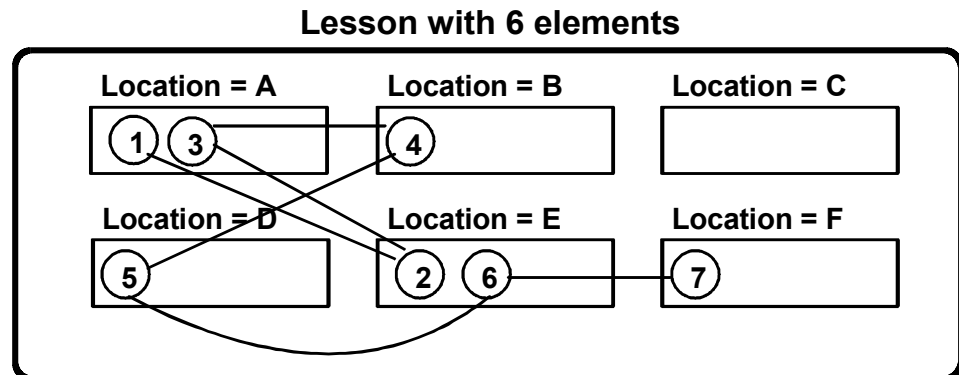 Lesson with 6 elements
Location = A Location = B Location = C
1 3 4
Location = D Location = E Location = F
5 2 6 7